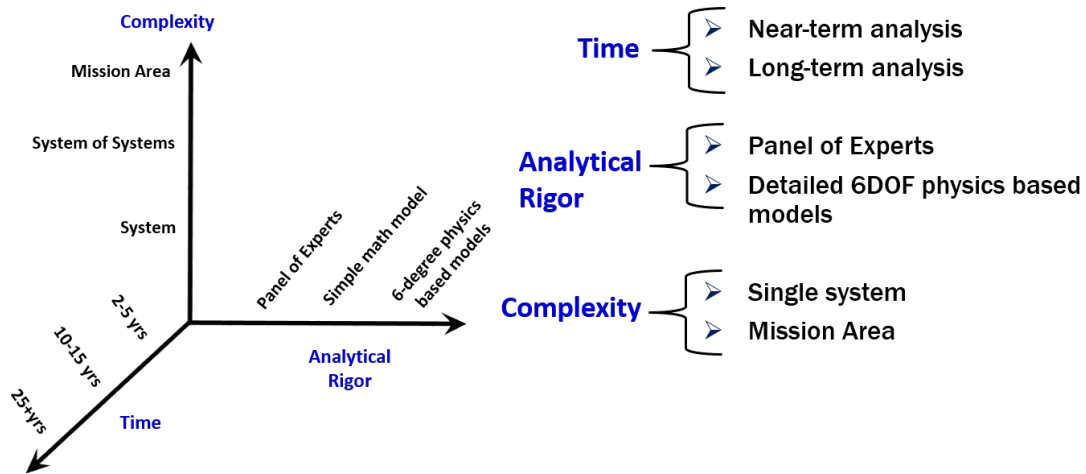 Complexity
Mission Area
System of Systems
System
Panel of Experts
Simple math model
6-degree physics
based models
Analytical
Rigor
2-5 yrs
10-15 yrs
25+yrs
Time
Time
Near-term analysis
Long-term analysis
Analytical
Rigor
Panel of Experts
Detailed 6DOF physics based
models
Complexity
Single system
Mission Area